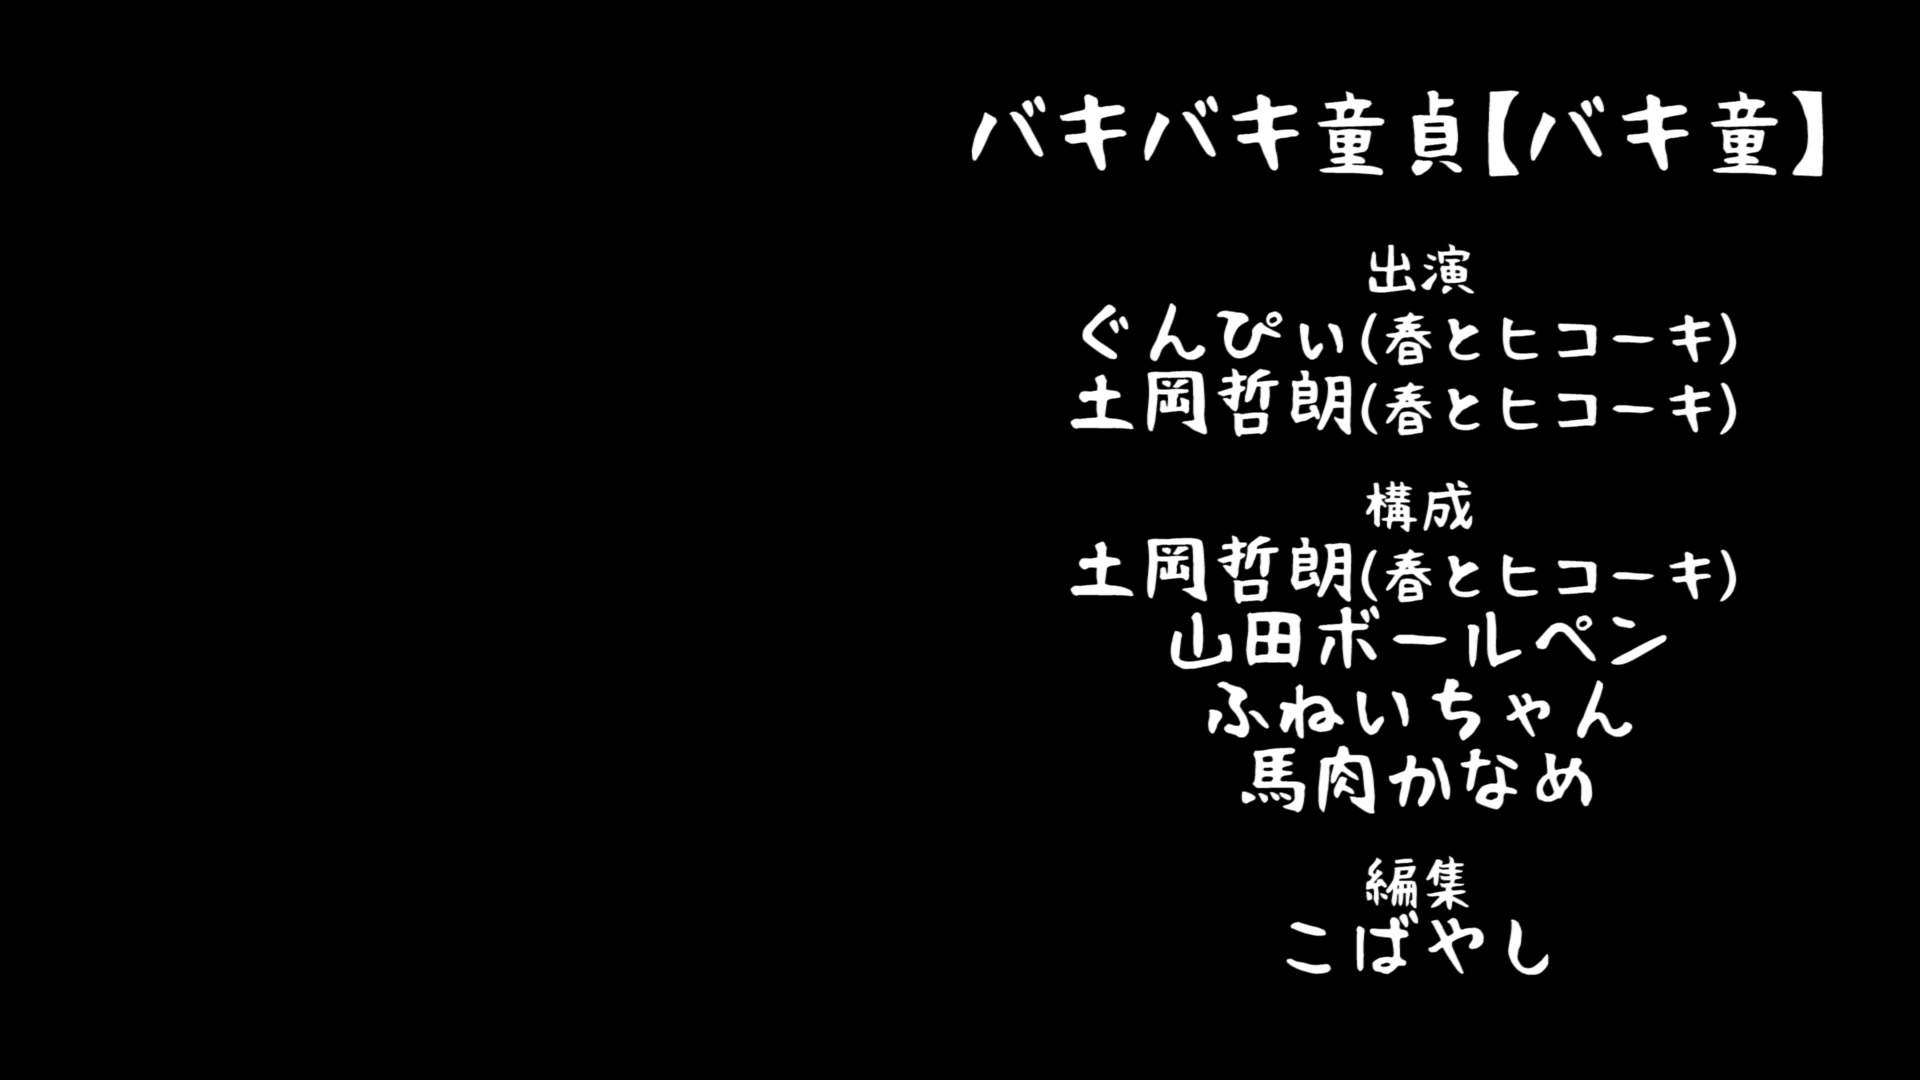 バキバキ童貞【バキ童】
出演
ぐんぴぃ(春とヒコーキ)
土岡哲朗(春とヒコーキ)
構成
土岡哲朗(春とヒコーキ)
山田ボールペン
ふねいちゃん
馬肉かなめ
編集
こばやし